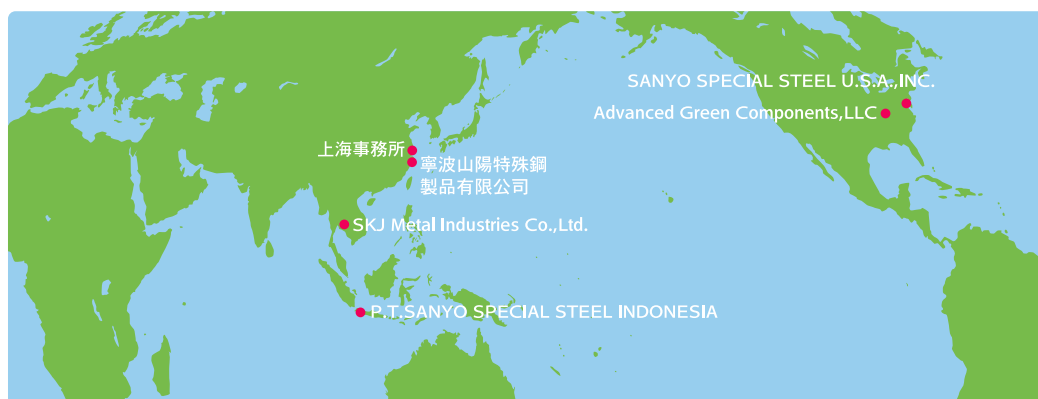 SANYO SPECIAL STEEL U.S.A.,INC.
Advanced Green Components,LLC
上海事務所
寧波山陽特殊鋼
製品有限公司
SKJ Metal Industries Co.,Ltd.
P.T.SANYO SPECIAL STEEL INDONESIA